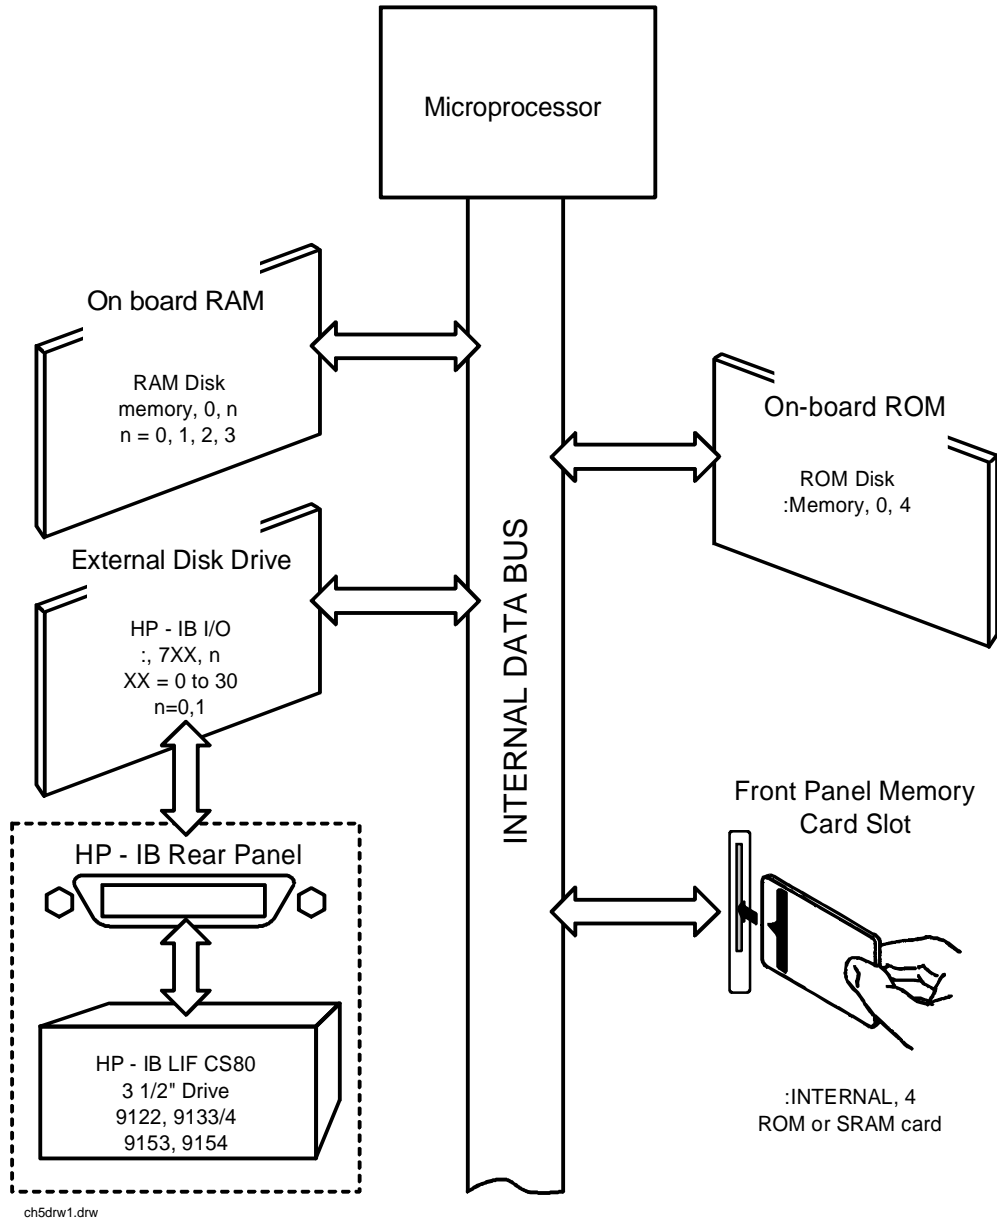 Microprocessor
On board RAM
RAM Disk
memory, 0, n
n = 0, 1, 2, 3
On-board ROM
ROM Disk
:Memory, 0, 4
External Disk Drive
HP - IB I/O
:, 7XX, n
XX = 0 to 30
n=0,1
INTERNAL DATA BUS
Front Panel Memory
Card Slot
HP - IB Rear Panel
HP - IB LIF CS80
3 1/2" Drive
9122, 9133/4
9153, 9154
:INTERNAL, 4
ROM or SRAM card
ch5drw1.drw